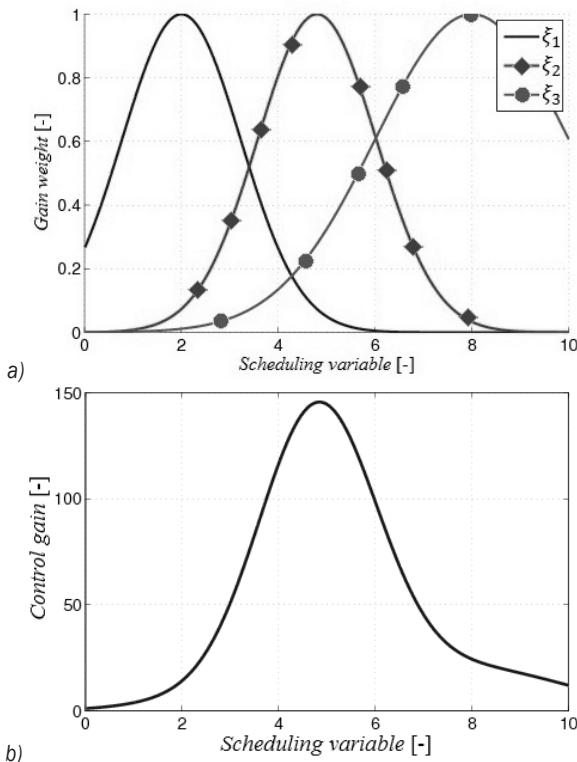 1
0.8
0.6
0.4
0.2
0
Gain weight [-]
ξ1
ξ2
ξ3
0 2 4 6 8 10
Scheduling variable [-]
a)
150
100
50
0
Control gain [-]
0 2 4 6 8 10
Scheduling variable [-]
b)